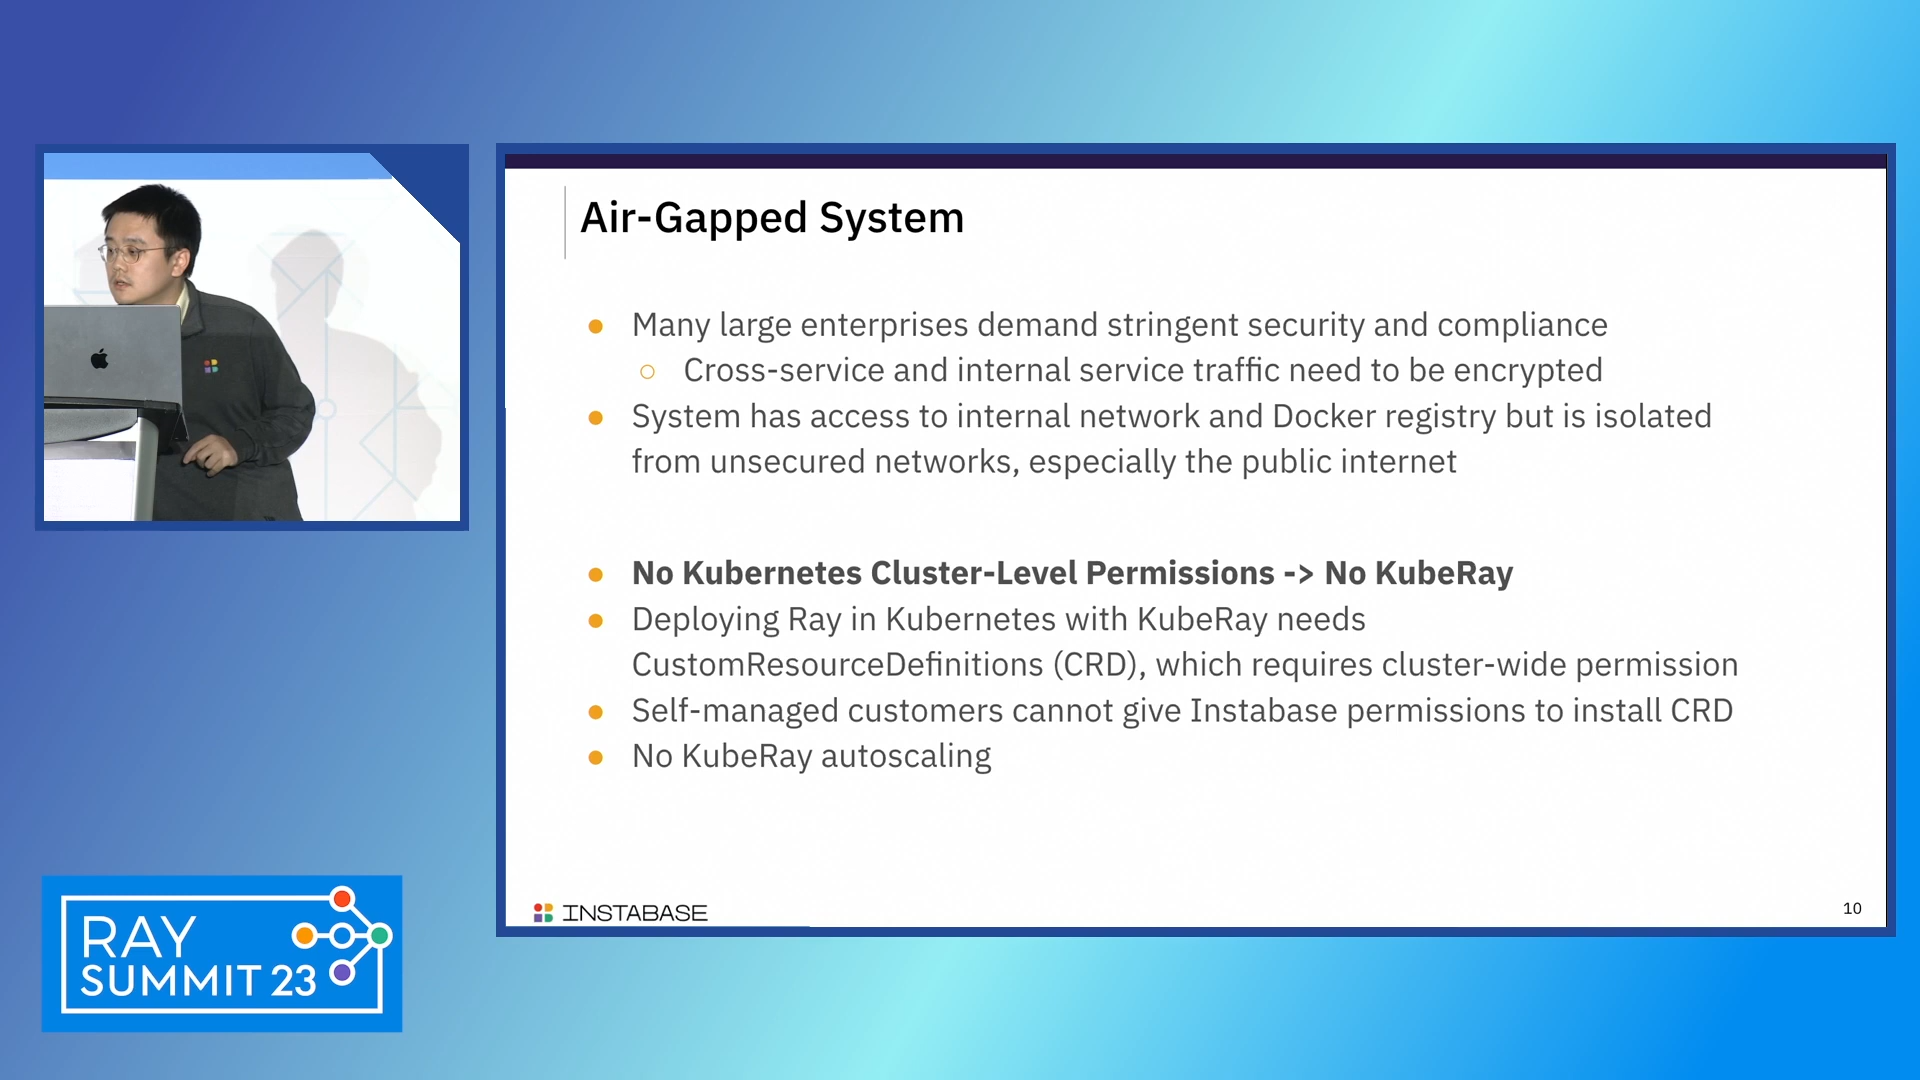 Air-Gapped System
● Many large enterprises demand stringent security and compliance
○ Cross-service and internal service traffic need to be encrypted
● System has access to internal network and Docker registry but is isolated
from unsecured networks, especially the public internet
● No Kubernetes Cluster-Level Permissions -> No KubeRay
● Deploying Ray in Kubernetes with KubeRay needs
CustomResourceDefinitions (CRD), which requires cluster-wide permission
● Self-managed customers cannot give Instabase permissions to install CRD
● No KubeRay autoscaling
INSTABASE
10
RAY
SUMMIT 23